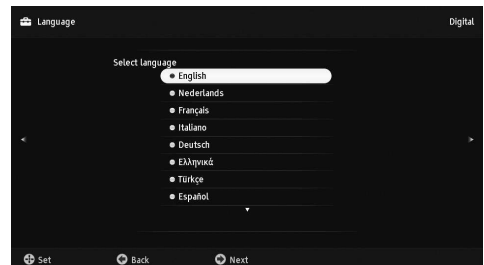 Language Digital
Select language
English
Nederlands
Français
Italiano
Deutsch
Ελληνικά
Türkçe
Español
Set Back Next